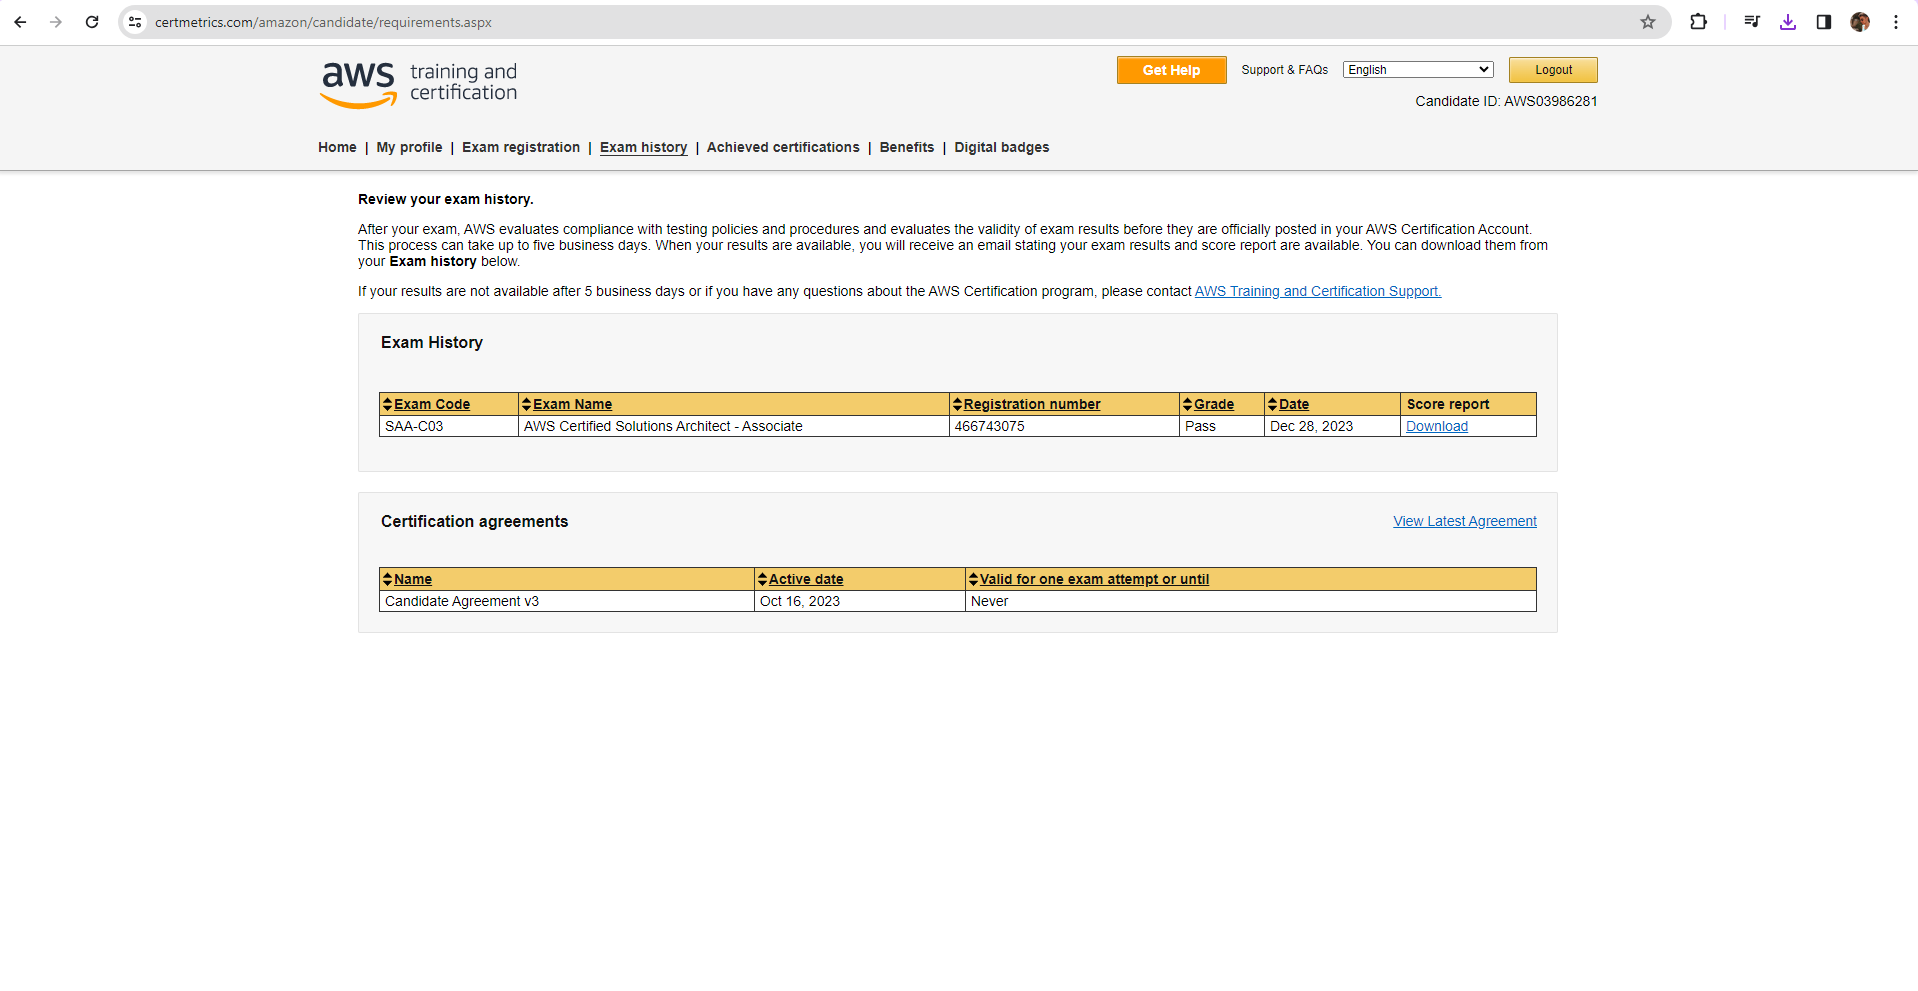 certmetrics.com/amazon/candidate/requirements.aspx
aws training and certification
Get Help Support & FAQs English Logout
Candidate ID: AWS03986281
Home | My profile | Exam registration | Exam history | Achieved certifications | Benefits | Digital badges
Review your exam history.
After your exam, AWS evaluates compliance with testing policies and procedures and evaluates the validity of exam results before they are officially posted in your AWS Certification Account.
This process can take up to five business days. When your results are available, you will receive an email stating your exam results and score report are available. You can download them from
your Exam history below.
If your results are not available after 5 business days or if you have any questions about the AWS Certification program, please contact AWS Training and Certification Support.
Exam History
Exam Code Exam Name Registration number Grade Date Score report
SAA-C03 AWS Certified Solutions Architect - Associate 466743075 Pass Dec 28, 2023 Download
Certification agreements View Latest Agreement
Name Active date Valid for one exam attempt or until
Candidate Agreement v3 Oct 16, 2023 Never